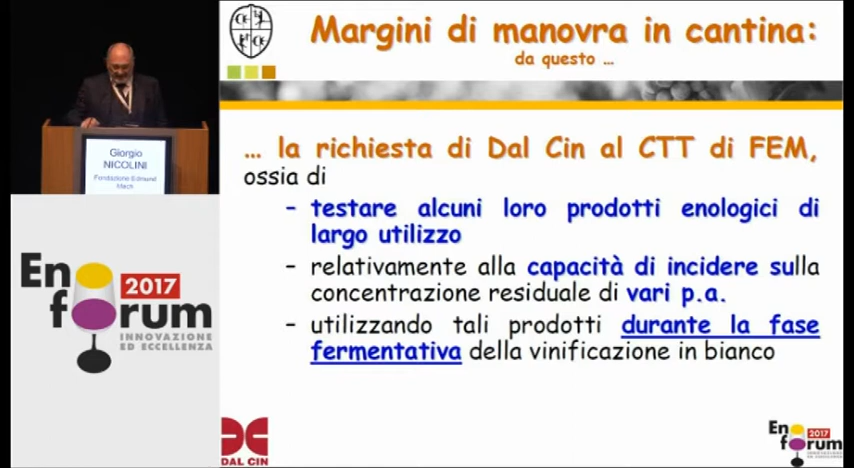 Margini di manovra in cantina:
da questo ...
Giorgio
NICOLINI
Fondazione Edmund
Mach
... la richiesta di Dal Cin al CTT di FEM,
ossia di
– testare alcuni loro prodotti enologici di
largo utilizzo
– relativamente alla capacità di incidere sulla
concentrazione residuale di vari p.a.
– utilizzando tali prodotti durante la fase
fermentativa della vinificazione in bianco
Eno
2017
forum
INNOVAZIONE
ED ECCELLENZA
DAL CIN
Eno
2017
forum